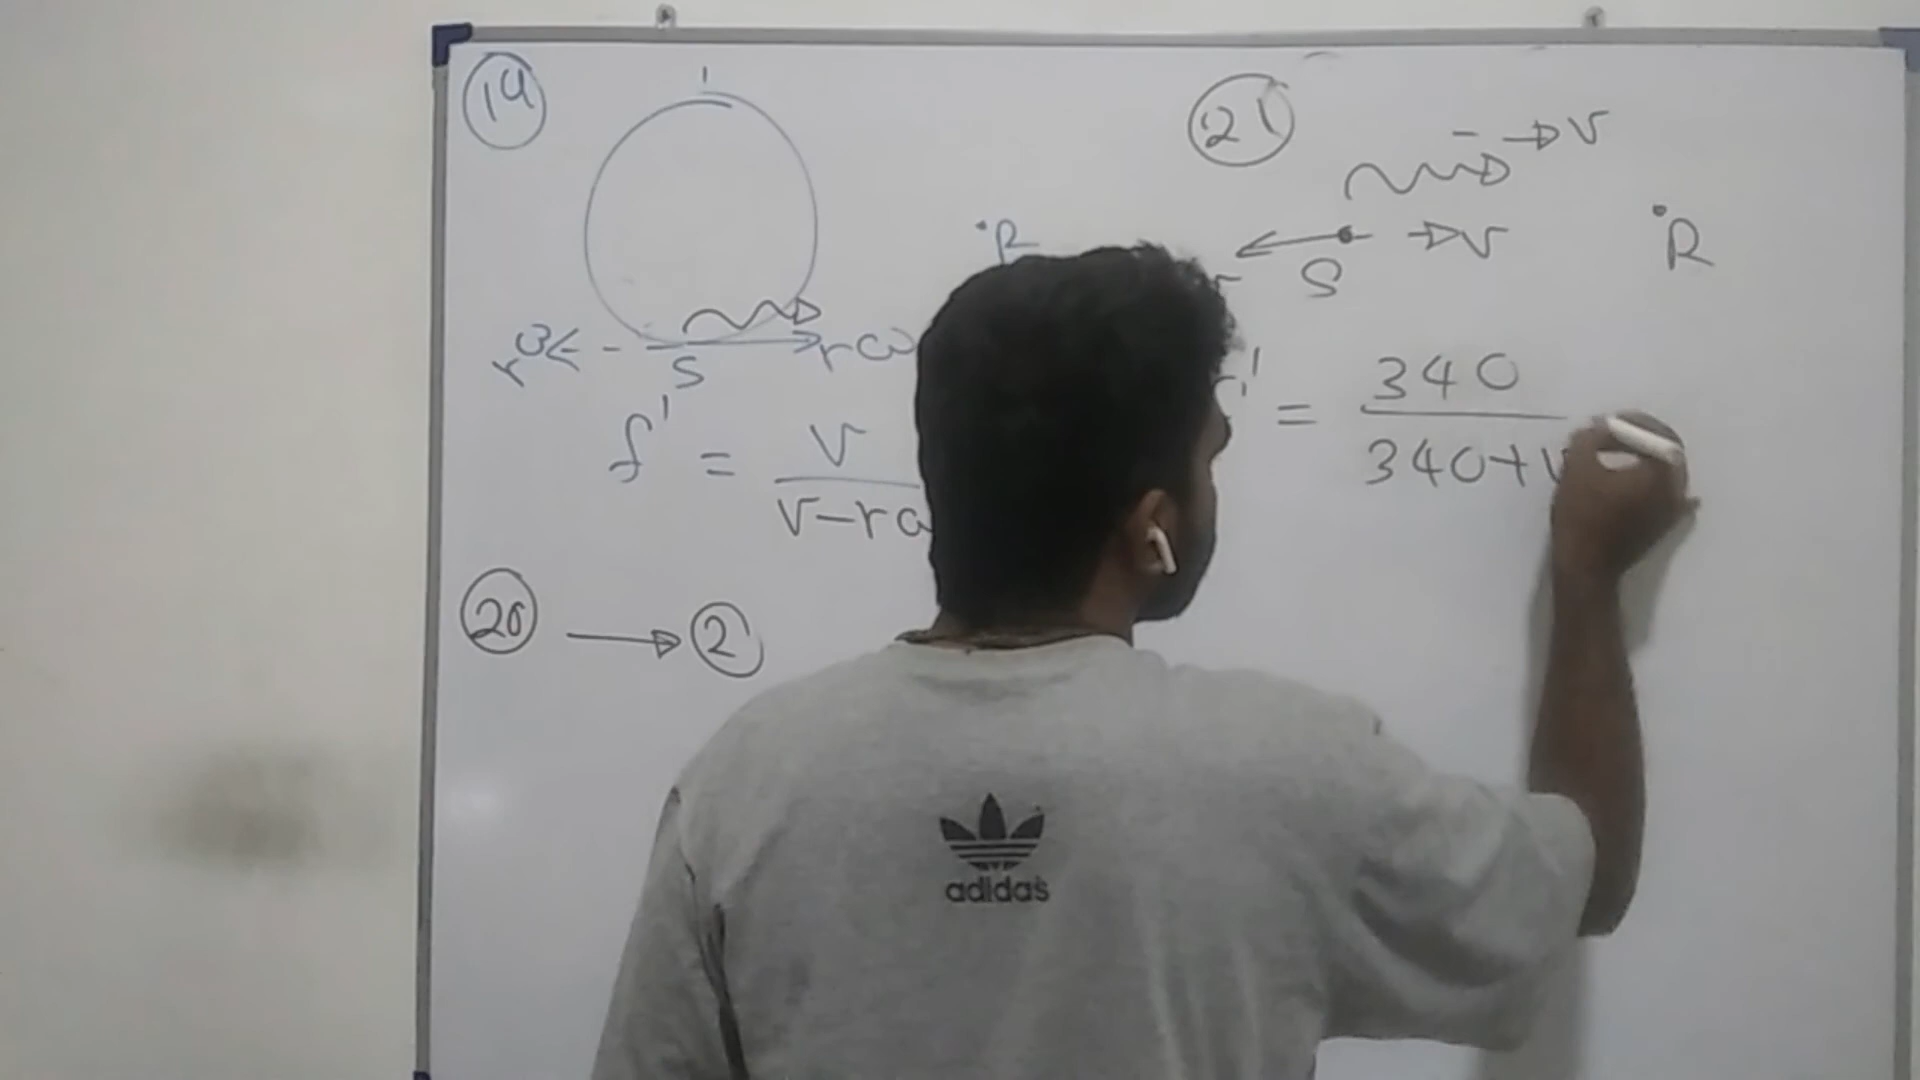 19
R
rω
S
rω
f' =
v
v-rω
20
2
21
v
v
S
R
' =
340
340+v
adidas